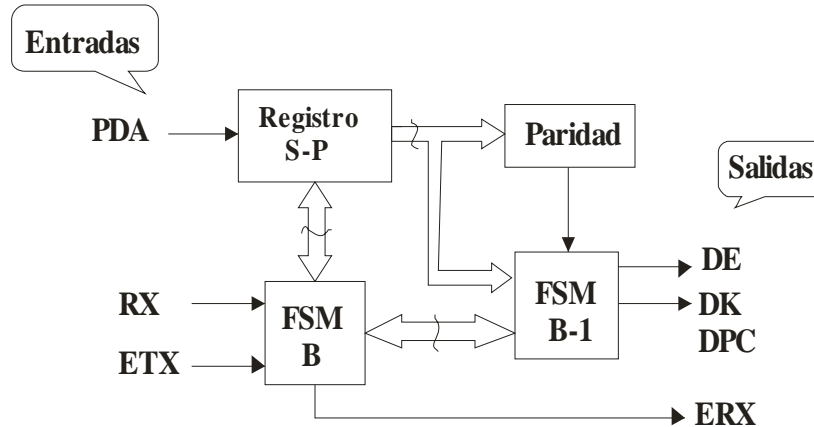 Entradas
PDA
Registro
S-P
Paridad
Salidas
RX
ETX
FSM
B
FSM
B-1
DE
DK
DPC
ERX